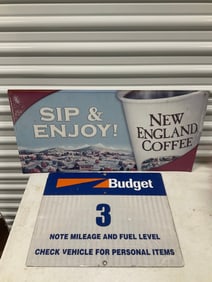 SIP &
ENJOY!
NEW
ENGLAND
COFFEE
Budget
3
NOTE MILEAGE AND FUEL LEVEL
CHECK VEHICLE FOR PERSONAL ITEMS